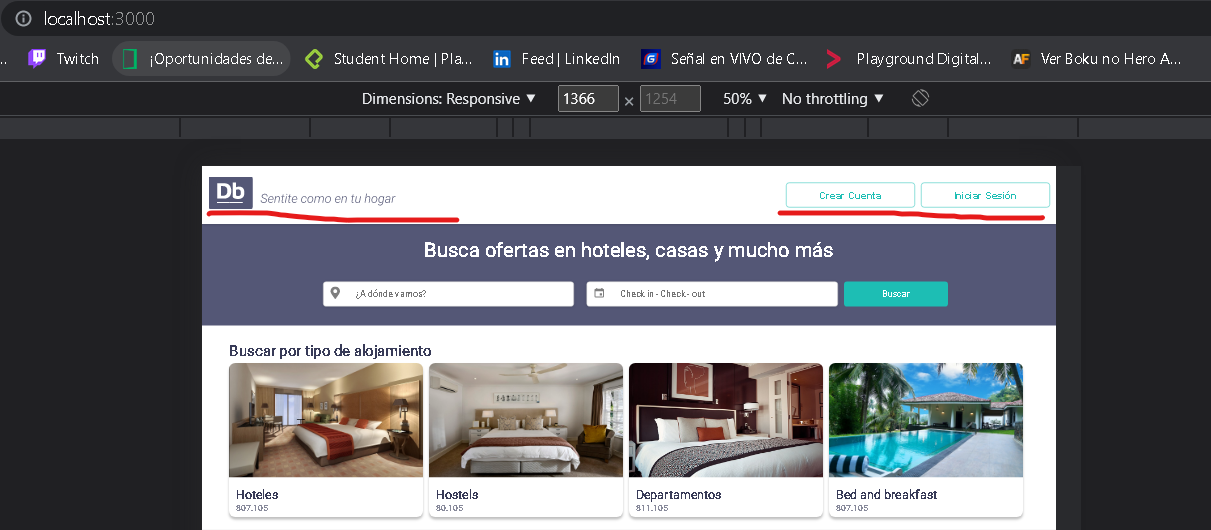 localhost:3000
.. Twitch ¡Oportunidades de... Student Home | Pla... in Feed | LinkedIn G Señal en VIVO de C... Playground Digital... AF Ver Boku no Hero A...
Dimensions: Responsive ▼ 1366 × 1254 50% ▼ No throttling ▼
Db Sentite como en tu hogar Crear Cuenta Iniciar Sesión
Busca ofertas en hoteles, casas y mucho más
¿A dónde vamos? Check in - Check - out Buscar
Buscar por tipo de alojamiento
Hoteles Hostels Departamentos Bed and breakfast
807.105 80.105 811.105 807.105